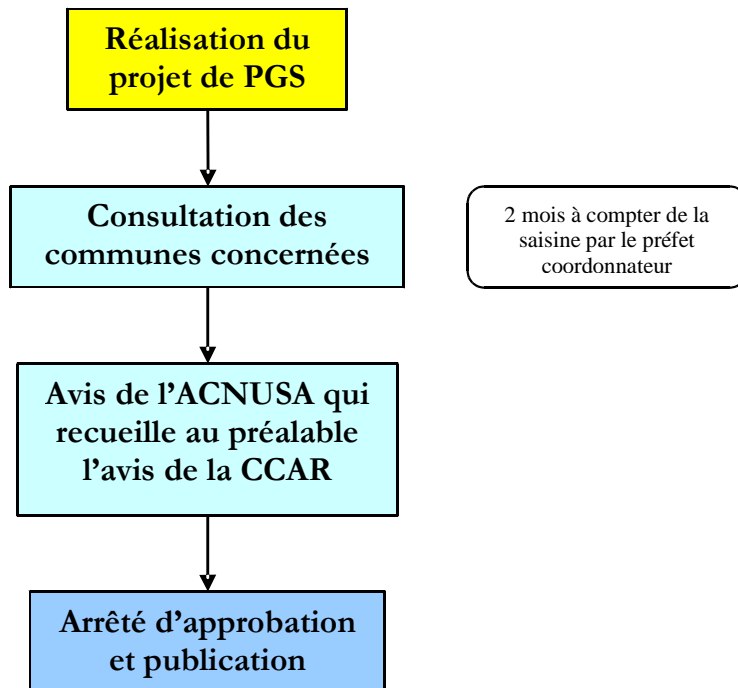 Réalisation du
projet de PGS
Consultation des
communes concernées
2 mois à compter de la
saisine par le préfet
coordonnateur
Avis de l’ACNUSA qui
recueille au préalable
l’avis de la CCAR
Arrêté d’approbation
et publication